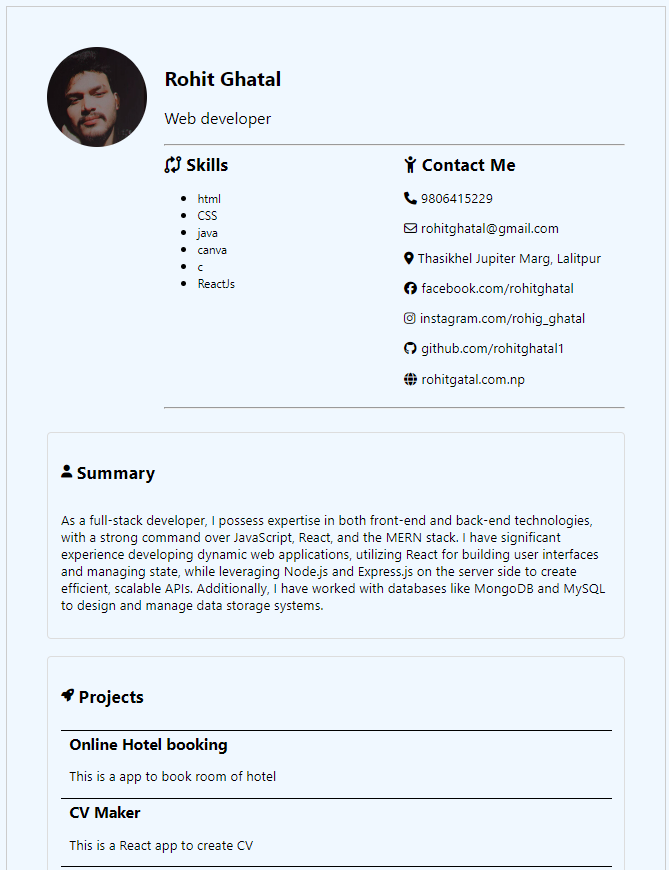 Rohit Ghatal
Web developer
Skills
html
CSS
java
canva
c
ReactJs
Contact Me
9806415229
rohitghatal@gmail.com
Thasikhel Jupiter Marg, Lalitpur
facebook.com/rohitghatal
instagram.com/rohig_ghatal
github.com/rohitghatal1
rohitgatal.com.np
Summary
As a full-stack developer, I possess expertise in both front-end and back-end technologies,
with a strong command over JavaScript, React, and the MERN stack. I have significant
experience developing dynamic web applications, utilizing React for building user interfaces
and managing state, while leveraging Node.js and Express.js on the server side to create
efficient, scalable APIs. Additionally, I have worked with databases like MongoDB and MySQL
to design and manage data storage systems.
Projects
Online Hotel booking
This is a app to book room of hotel
CV Maker
This is a React app to create CV